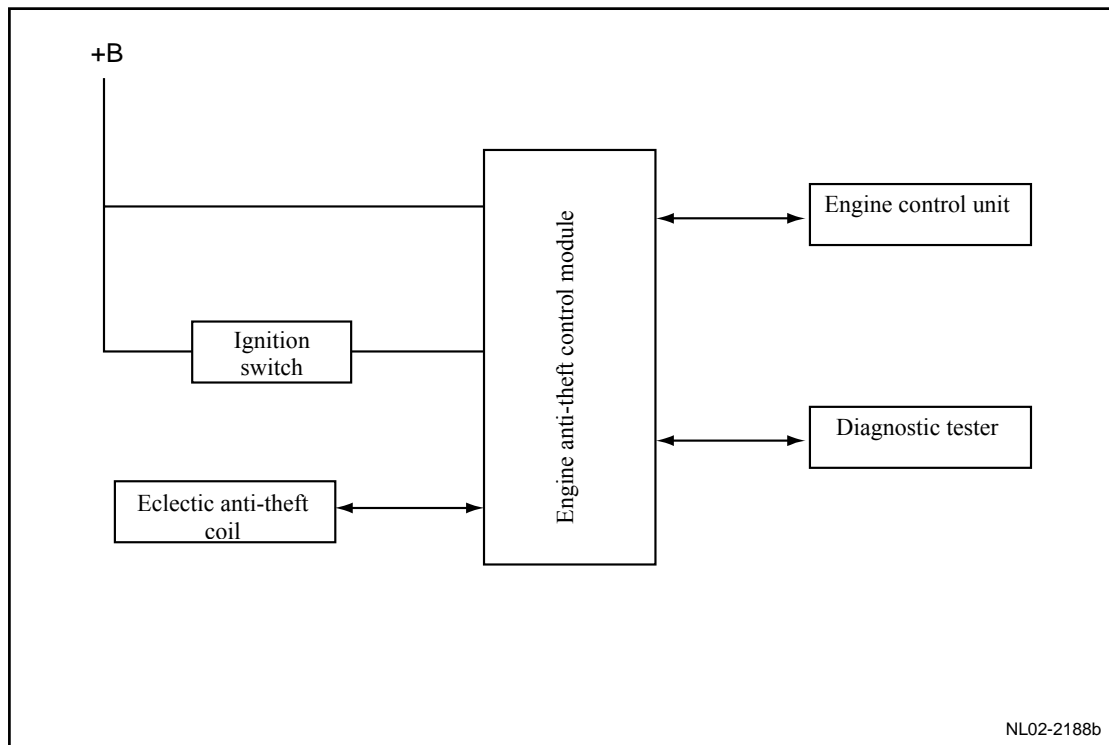 +B
Engine anti-theft control module
Engine control unit
Ignition
switch
Diagnostic tester
Eclectic anti-theft
coil
NL02-2188b